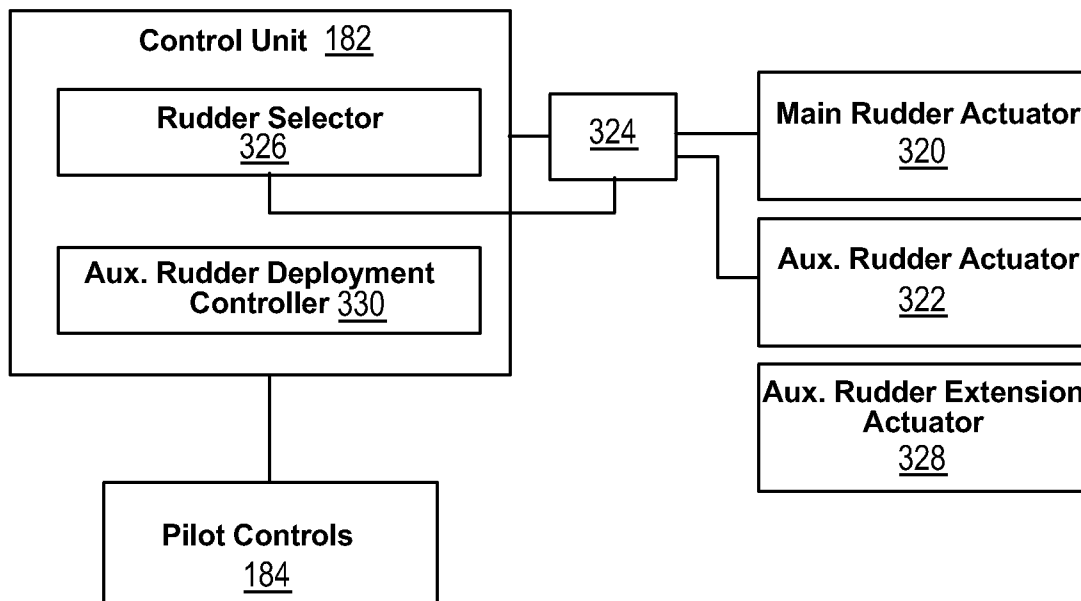 Control Unit 182
Rudder Selector
326
Aux. Rudder Deployment
Controller 330
324
Main Rudder Actuator
320
Aux. Rudder Actuator
322
Aux. Rudder Extension
Actuator
328
Pilot Controls
184